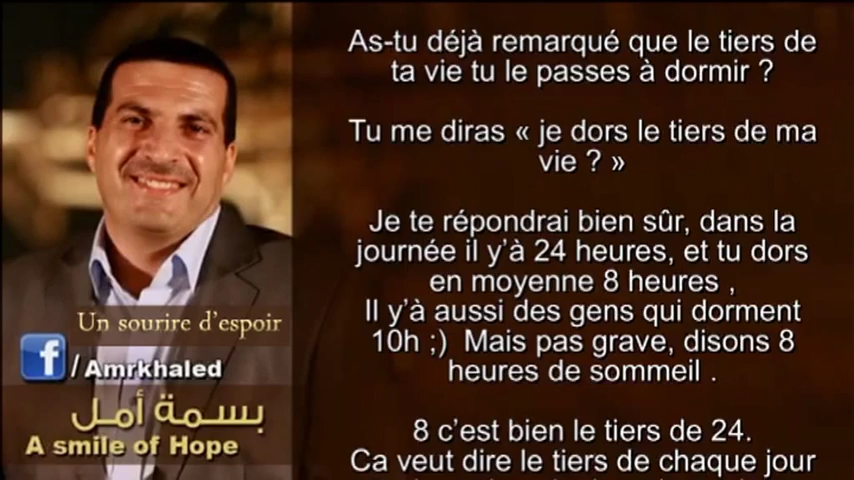 As-tu déjà remarqué que le tiers de
ta vie tu le passes à dormir ?
Tu me diras « je dors le tiers de ma
vie ? »
Je te répondrai bien sûr, dans la
journée il y'à 24 heures, et tu dors
en moyenne 8 heures ,
Il y'à aussi des gens qui dorment
10h ;) Mais pas grave, disons 8
heures de sommeil .
8 c'est bien le tiers de 24.
Ca veut dire le tiers de chaque jour
Un sourire d'espoir
f / Amrkhaled
بسمة أمل
A smile of Hope